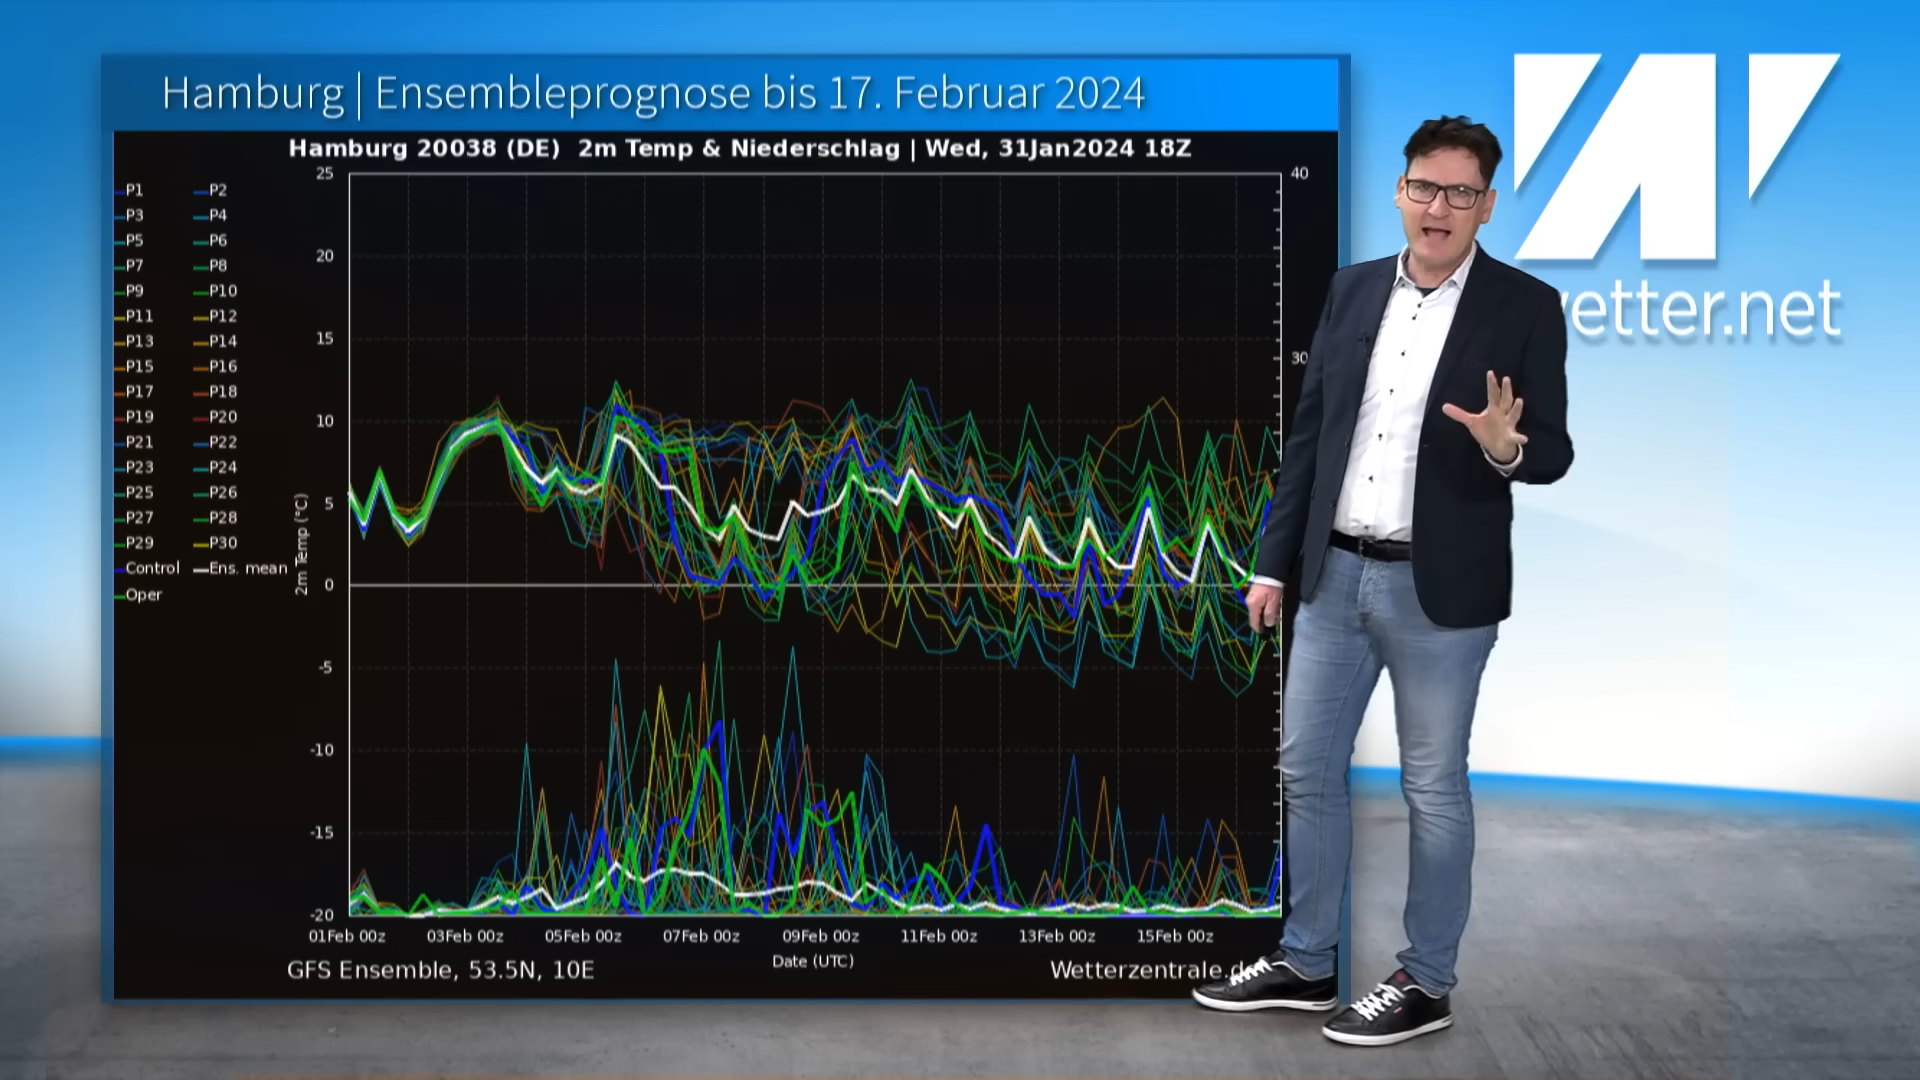 Hamburg | Ensembleprognose bis 17. Februar 2024
Hamburg 20038 (DE)  2m Temp & Niederschlag | Wed, 31Jan2024 18Z
P1 P2
P3 P4
P5 P6
P7 P8
P9 P10
P11 P12
P13 P14
P15 P16
P17 P18
P19 P20
P21 P22
P23 P24
P25 P26
P27 P28
P29 P30
Control Ens. mean
Oper
2m Temp (°C)
25
20
15
10
5
0
-5
-10
-15
-20
40
30
01Feb 00z 03Feb 00z 05Feb 00z 07Feb 00z 09Feb 00z 11Feb 00z 13Feb 00z 15Feb 00z
Date (UTC)
GFS Ensemble, 53.5N, 10E
Wetterzentrale.de
wetter.net